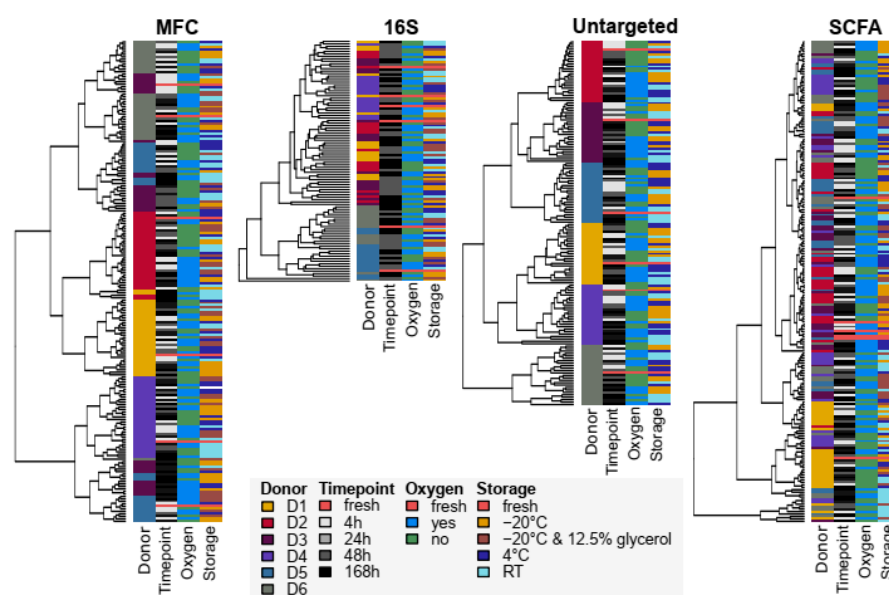 MFC
16S
Untargeted
SCFA
Donor
Timepoint
Oxygen
Storage
Donor
Timepoint
Oxygen
Storage
Donor
Timepoint
Oxygen
Storage
Donor
Timepoint
Oxygen
Storage
Donor Timepoint Oxygen Storage
D1 fresh fresh fresh
D2 4h yes −20°C
D3 24h no −20°C & 12.5% glycerol
D4 48h 4°C
D5 168h RT
D6